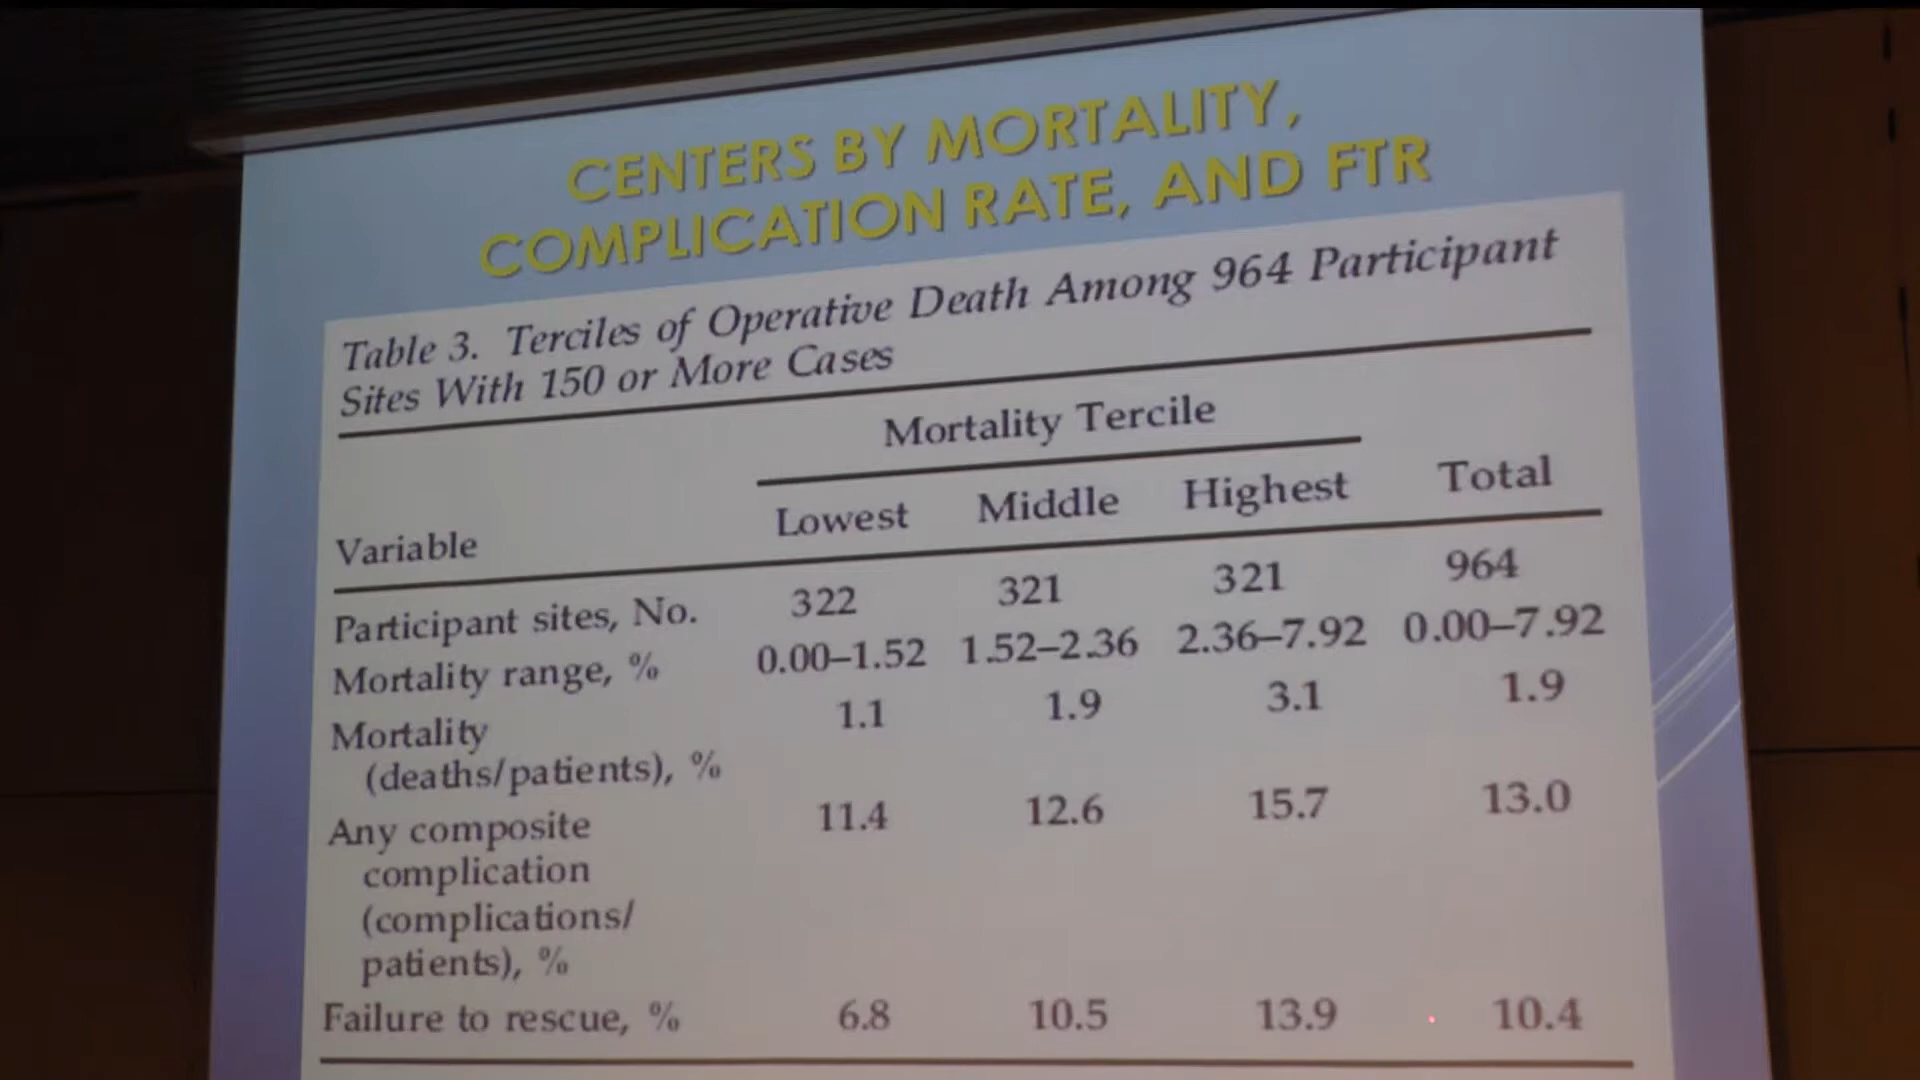 CENTERS BY MORTALITY,
COMPLICATION RATE, AND FTR
Table 3. Terciles of Operative Death Among 964 Participant
Sites With 150 or More Cases
Mortality Tercile
Variable Lowest Middle Highest Total
Participant sites, No. 322 321 321 964
Mortality range, % 0.00–1.52 1.52–2.36 2.36–7.92 0.00–7.92
Mortality 1.1 1.9 3.1 1.9
(deaths/patients), %
Any composite 11.4 12.6 15.7 13.0
complication
(complications/
patients), %
Failure to rescue, % 6.8 10.5 13.9 10.4